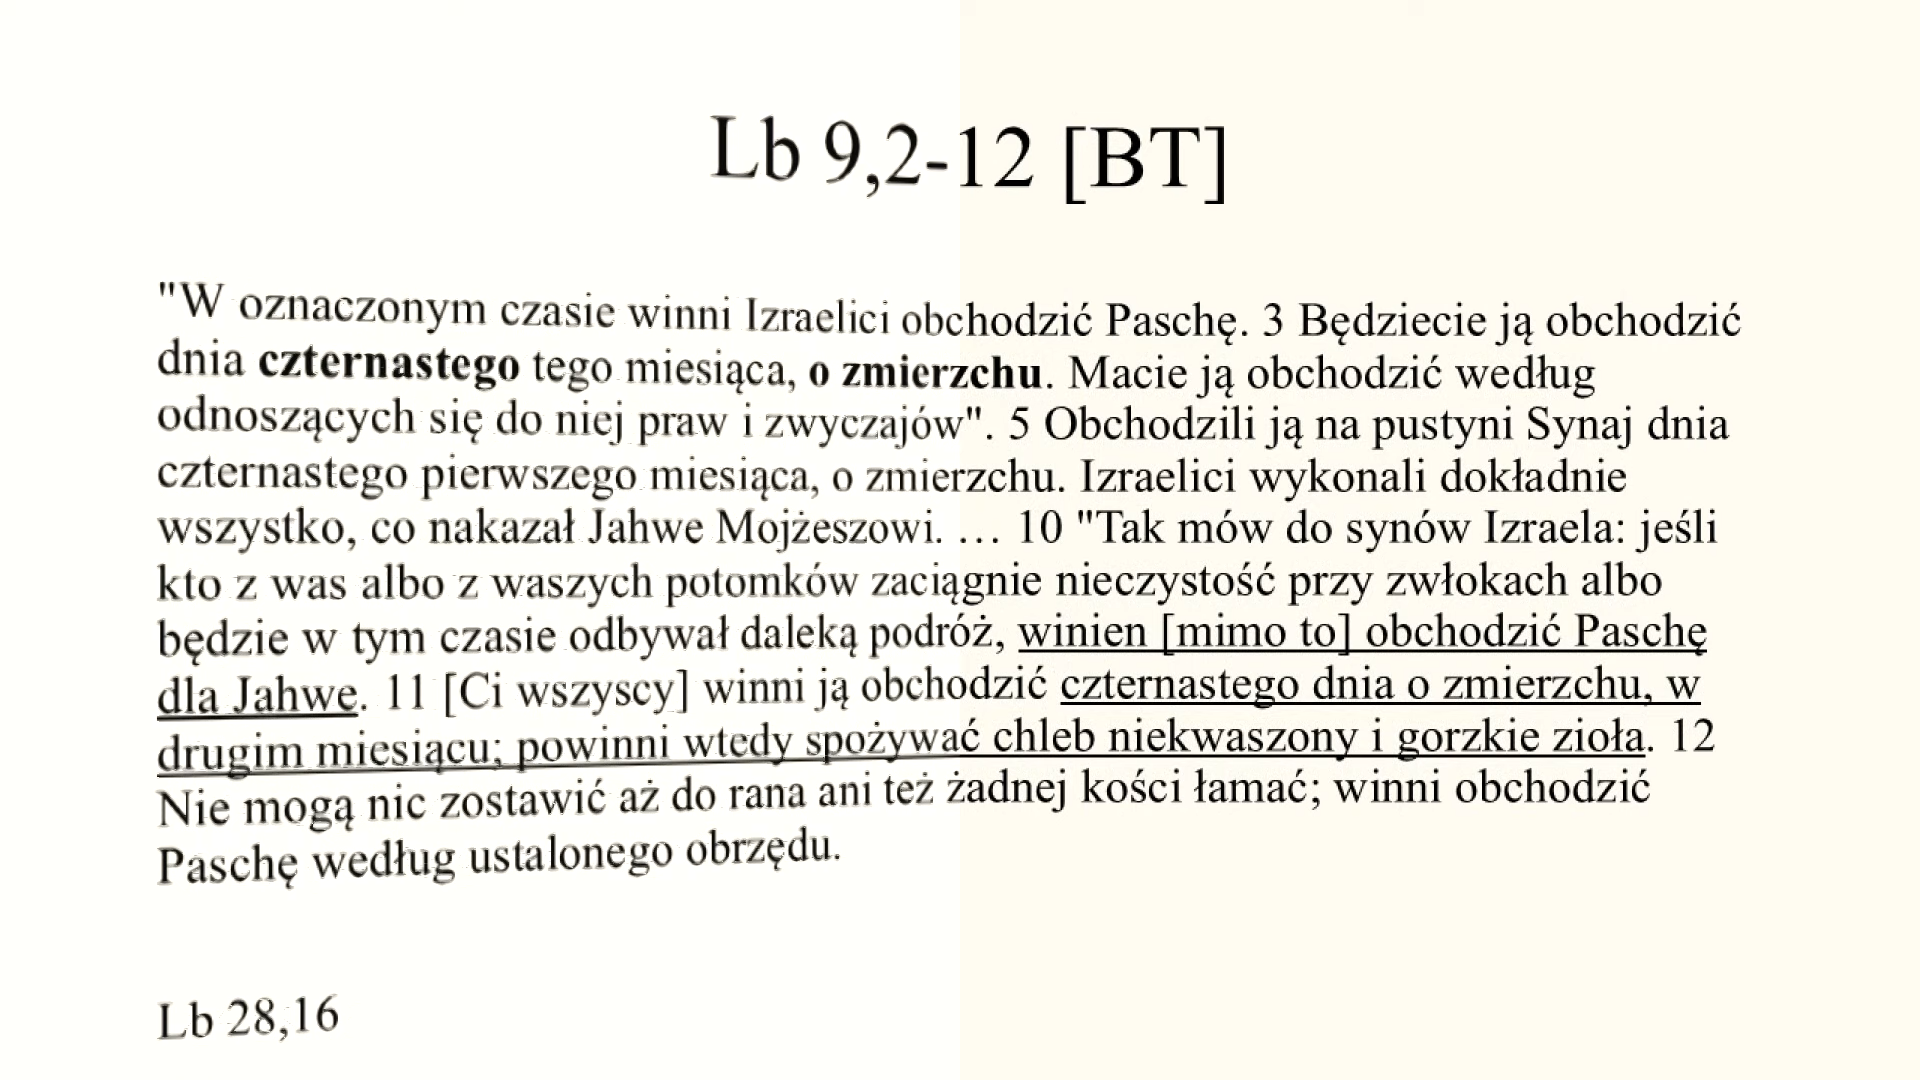 Lb 9,2-12 [BT]
"W oznaczonym czasie winni Izraelici obchodzić Paschę. 3 Będziecie ją obchodzić
dnia czternastego tego miesiąca, o zmierzchu. Macie ją obchodzić według
odnoszących się do niej praw i zwyczajów". 5 Obchodzili ją na pustyni Synaj dnia
czternastego pierwszego miesiąca, o zmierzchu. Izraelici wykonali dokładnie
wszystko, co nakazał Jahwe Mojżeszowi. … 10 "Tak mów do synów Izraela: jeśli
kto z was albo z waszych potomków zaciągnie nieczystość przy zwłokach albo
będzie w tym czasie odbywał daleką podróż, winien [mimo to] obchodzić Paschę
dla Jahwe. 11 [Ci wszyscy] winni ją obchodzić czternastego dnia o zmierzchu, w
drugim miesiącu; powinni wtedy spożywać chleb niekwaszony i gorzkie zioła. 12
Nie mogą nic zostawić aż do rana ani też żadnej kości łamać; winni obchodzić
Paschę według ustalonego obrzędu.
Lb 28,16